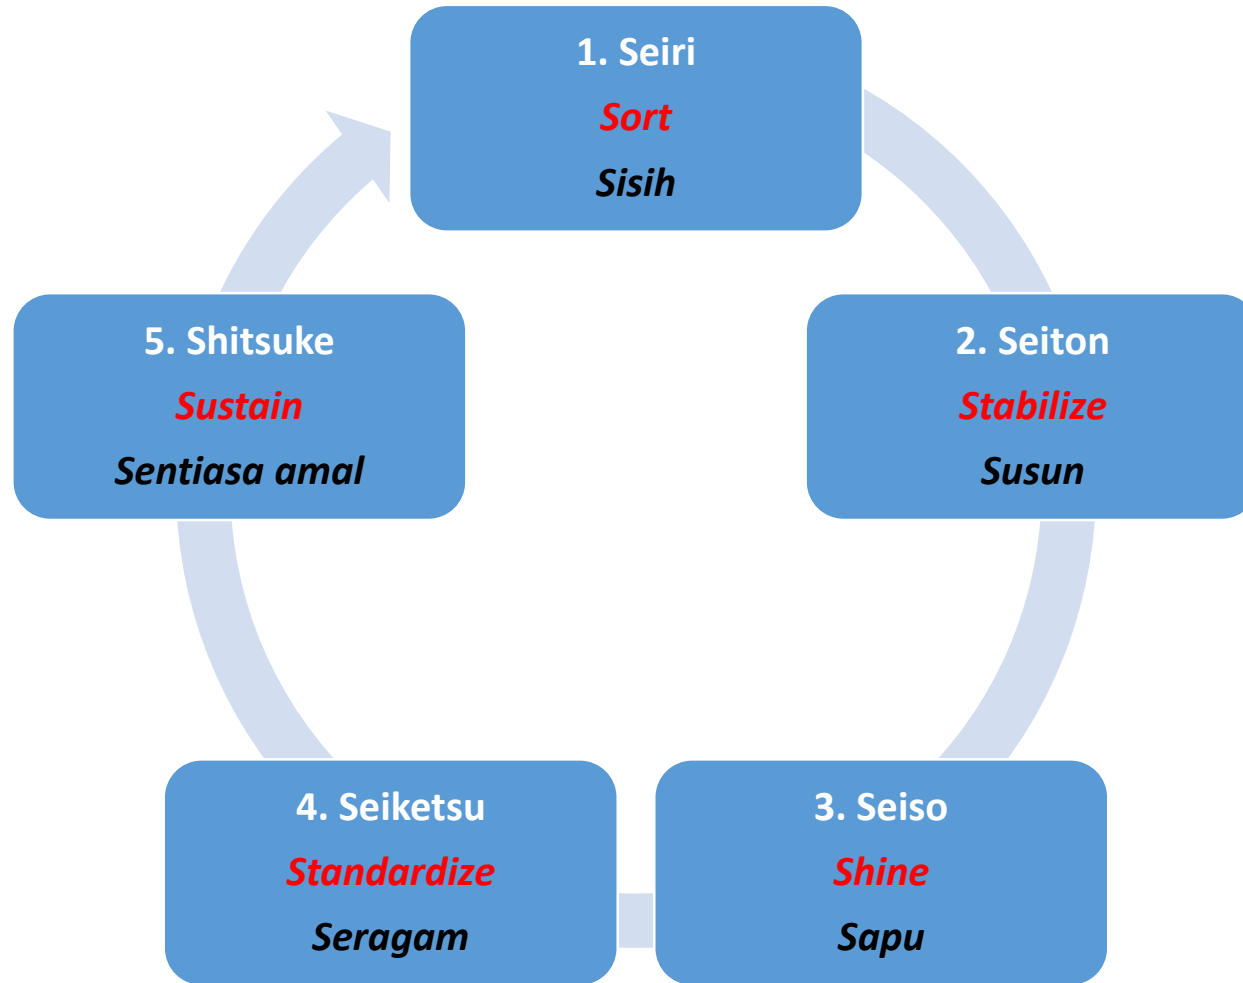 1. Seiri
Sort
Sisih
2. Seiton
Stabilize
Susun
3. Seiso
Shine
Sapu
4. Seiketsu
Standardize
Seragam
5. Shitsuke
Sustain
Sentiasa amal